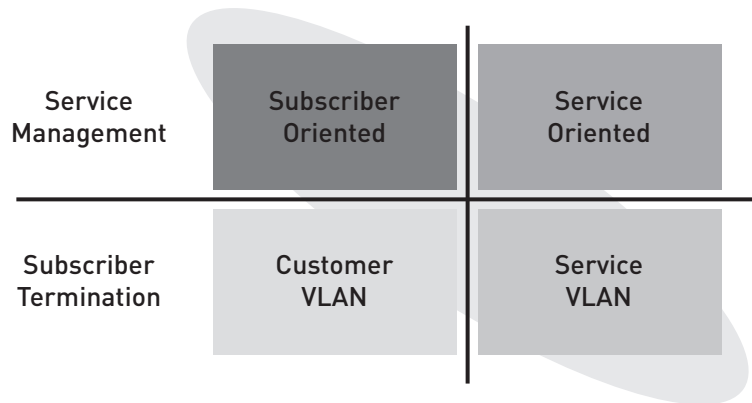 Service
Management
Subscriber
Oriented
Service
Oriented
Subscriber
Termination
Customer
VLAN
Service
VLAN